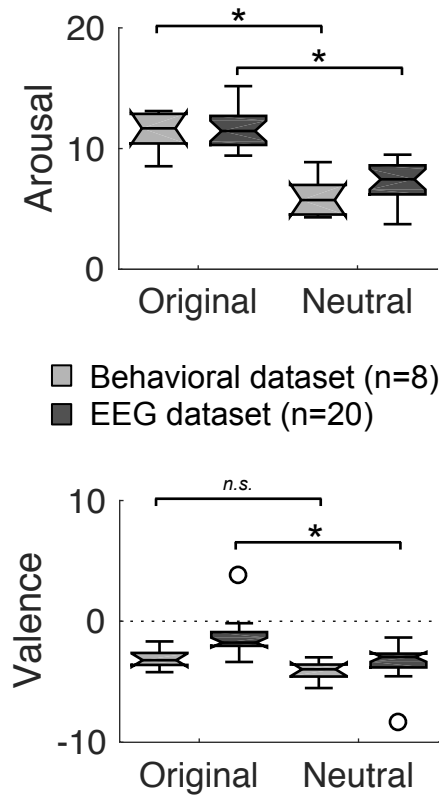 20
*
*
10
Arousal
0
Original Neutral
Behavioral dataset (n=8)
EEG dataset (n=20)
10
n.s.
*
0
Valence
-10
Original Neutral